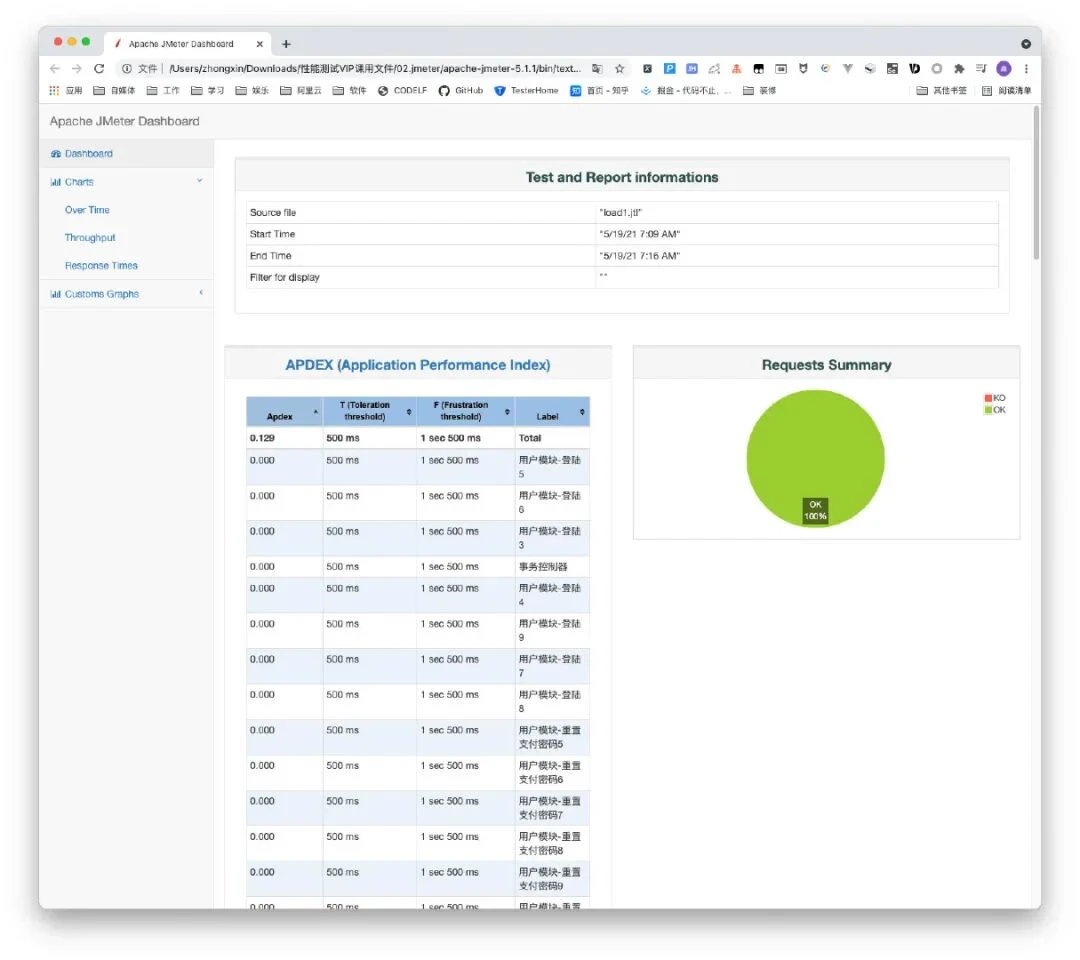 Apache JMeter Dashboard
文件 /Users/zhongxin/Downloads/性能测试VIP课用文件/02.jmeter/apache-jmeter-5.1.1/bin/text...
应用 自媒体 工作 学习 娱乐 阿里云 软件 CODELF GitHub TesterHome 首页 - 知乎 掘金 - 代码不止, ... 装修 其他书签 阅读清单
Apache JMeter Dashboard
Dashboard
Charts
Over Time
Throughput
Response Times
Customs Graphs
Test and Report informations
Source file "load1.jtl"
Start Time "5/19/21 7:09 AM"
End Time "5/19/21 7:16 AM"
Filter for display ""
APDEX (Application Performance Index)
Apdex T (Toleration threshold) F (Frustration threshold) Label
0.129 500 ms 1 sec 500 ms Total
0.000 500 ms 1 sec 500 ms 用户模块-登陆
5
0.000 500 ms 1 sec 500 ms 用户模块-登陆
6
0.000 500 ms 1 sec 500 ms 用户模块-登陆
3
0.000 500 ms 1 sec 500 ms 事务控制器
0.000 500 ms 1 sec 500 ms 用户模块-登陆
4
0.000 500 ms 1 sec 500 ms 用户模块-登陆
9
0.000 500 ms 1 sec 500 ms 用户模块-登陆
7
0.000 500 ms 1 sec 500 ms 用户模块-登陆
8
0.000 500 ms 1 sec 500 ms 用户模块-重置
支付密码5
0.000 500 ms 1 sec 500 ms 用户模块-重置
支付密码6
0.000 500 ms 1 sec 500 ms 用户模块-重置
支付密码7
0.000 500 ms 1 sec 500 ms 用户模块-重置
支付密码8
0.000 500 ms 1 sec 500 ms 用户模块-重置
支付密码9
0.000 500 ms 1 sec 500 ms 用户模块-重置
Requests Summary
KO
OK
OK
100%